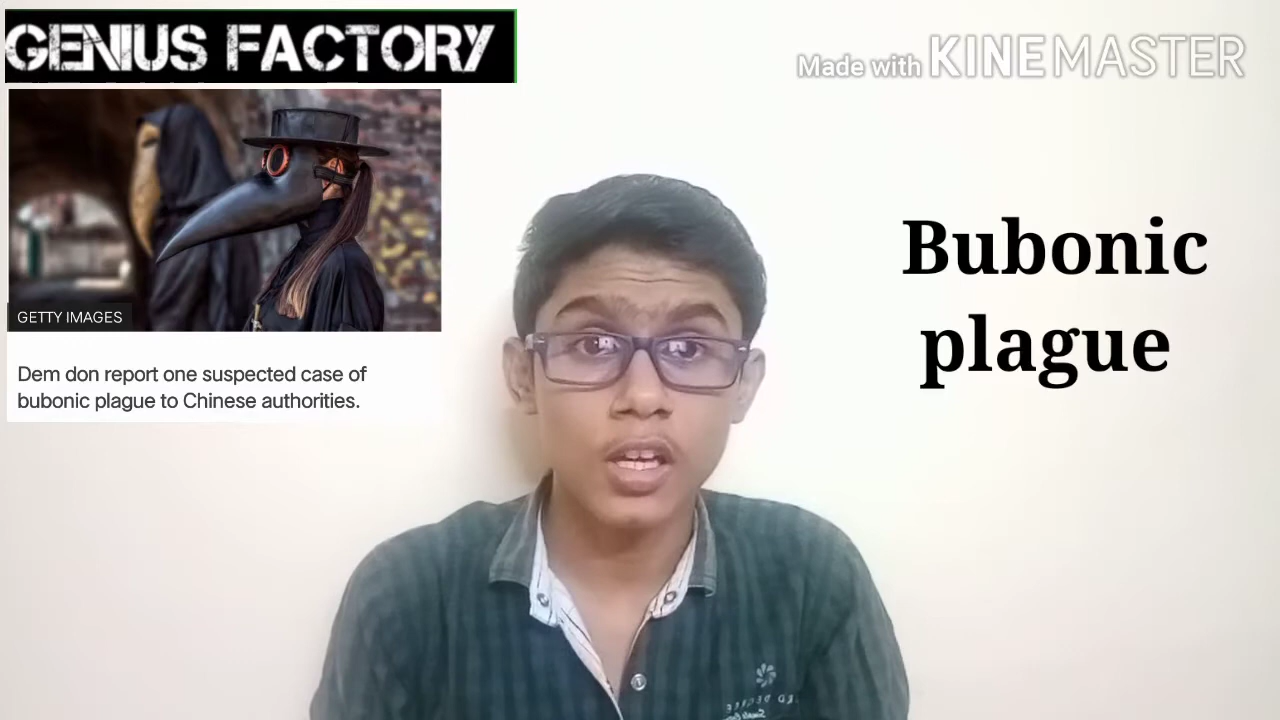 GENIUS FACTORY
Made with KINEMASTER
GETTY IMAGES
Dem don report one suspected case of
bubonic plague to Chinese authorities.
Bubonic
plague